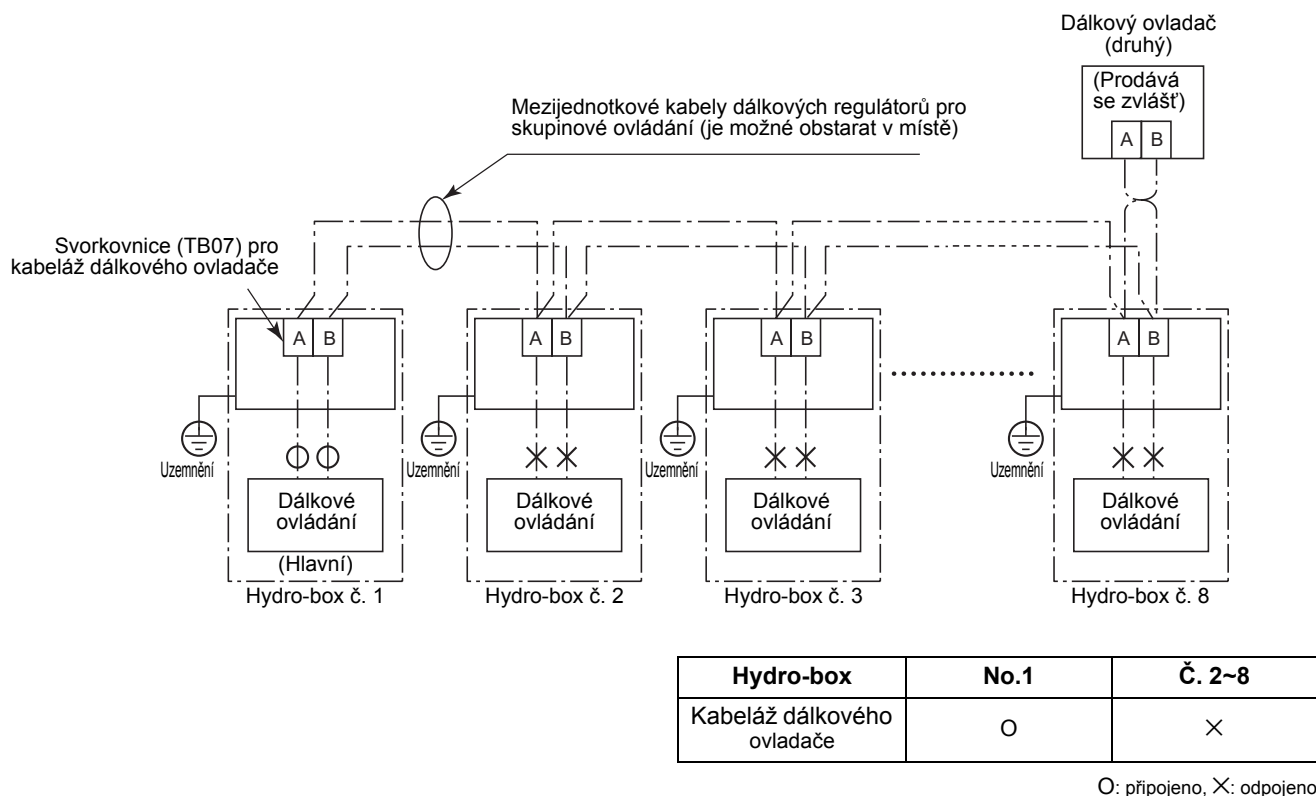 Dálkový ovladač
(druhý)
(Prodává
se zvlášť)
A B
Mezijednotkové kabely dálkových regulátorů pro
skupinové ovládání (je možné obstarat v místě)
Svorkovnice (TB07) pro
kabeláž dálkového ovladače
A B
A B
A B
A B
Uzemnění
Uzemnění
Uzemnění
Uzemnění
Dálkové
ovládání
(Hlavní)
Dálkové
ovládání
Dálkové
ovládání
Dálkové
ovládání
Hydro-box č. 1
Hydro-box č. 2
Hydro-box č. 3
Hydro-box č. 8
Hydro-box No.1 Č. 2~8
Kabeláž dálkového
ovladače O ×
O: připojeno, ×: odpojeno